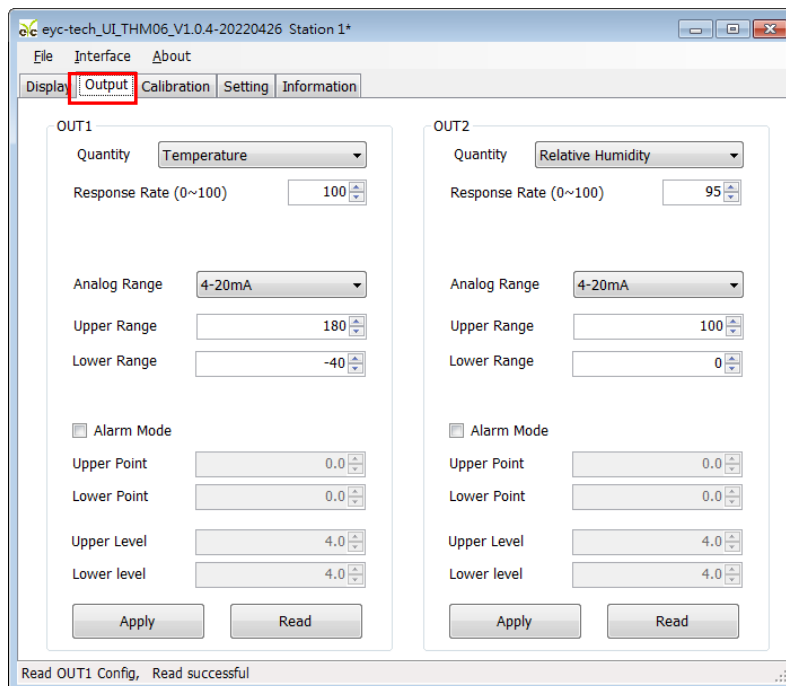 eyc-tech_UI_THM06_V1.0.4-20220426 Station 1*
File Interface About
Display Output Calibration Setting Information
OUT1
Quantity Temperature
Response Rate (0~100) 100
Analog Range 4-20mA
Upper Range 180
Lower Range -40
Alarm Mode
Upper Point 0.0
Lower Point 0.0
Upper Level 4.0
Lower level 4.0
Apply Read
OUT2
Quantity Relative Humidity
Response Rate (0~100) 95
Analog Range 4-20mA
Upper Range 100
Lower Range 0
Alarm Mode
Upper Point 0.0
Lower Point 0.0
Upper Level 4.0
Lower level 4.0
Apply Read
Read OUT1 Config, Read successful